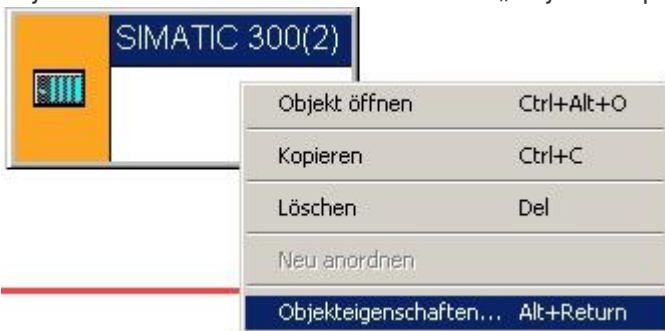 SIMATIC 300(2)
Objekt öffnen Ctrl+Alt+O
Kopieren Ctrl+C
Löschen Del
Neu anordnen
Objekteigenschaften... Alt+Return